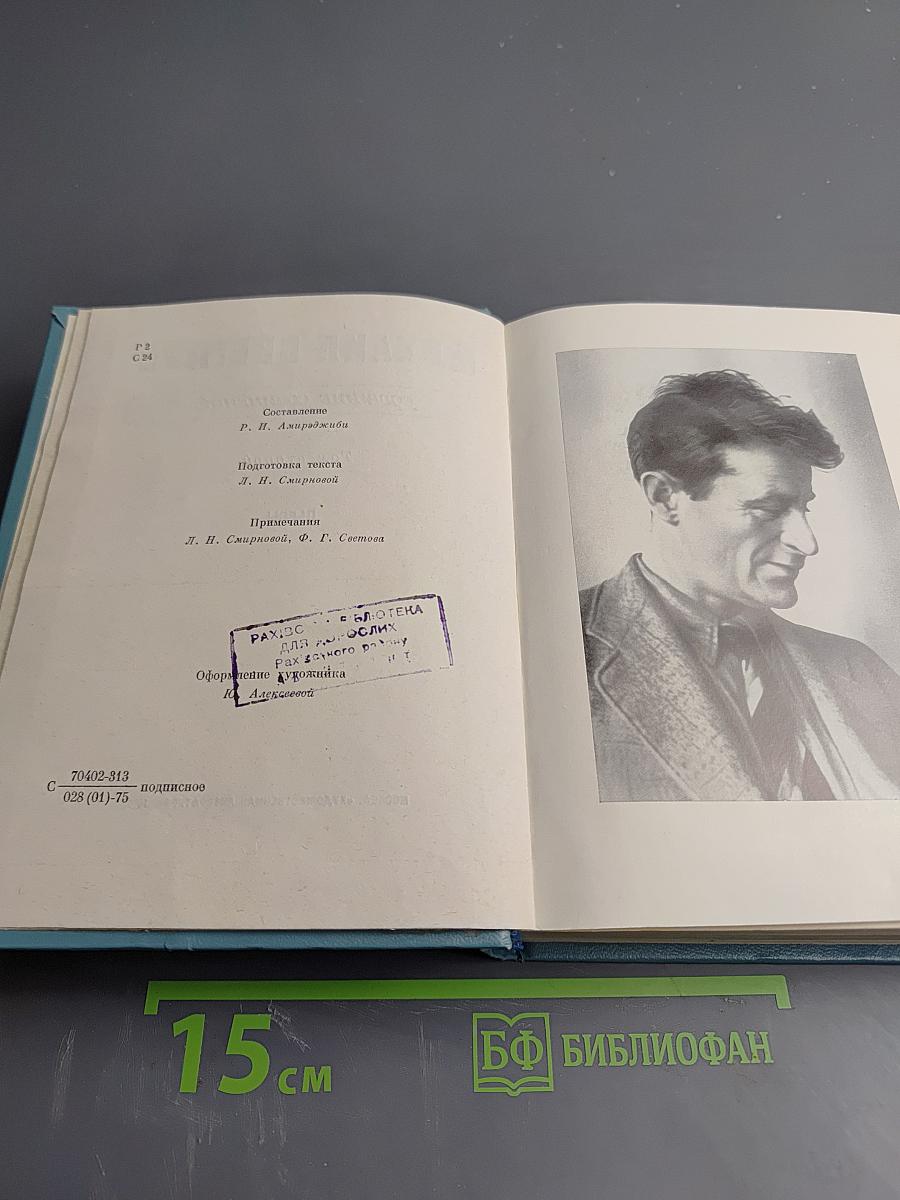 Р 2
С 24
Составление
Р. И. Амирэджиби
Подготовка текста
Л. Н. Смирновой
Примечания
Л. Н. Смирновой, Ф. Г. Светова
БІБЛІОТЕКА
ДЛЯ ДОРОСЛИХ
Оформление художника
Ю. Алексеевой
70402-313
С подписное
028 (01)-75
15 см
БФ БИБЛИОФАН